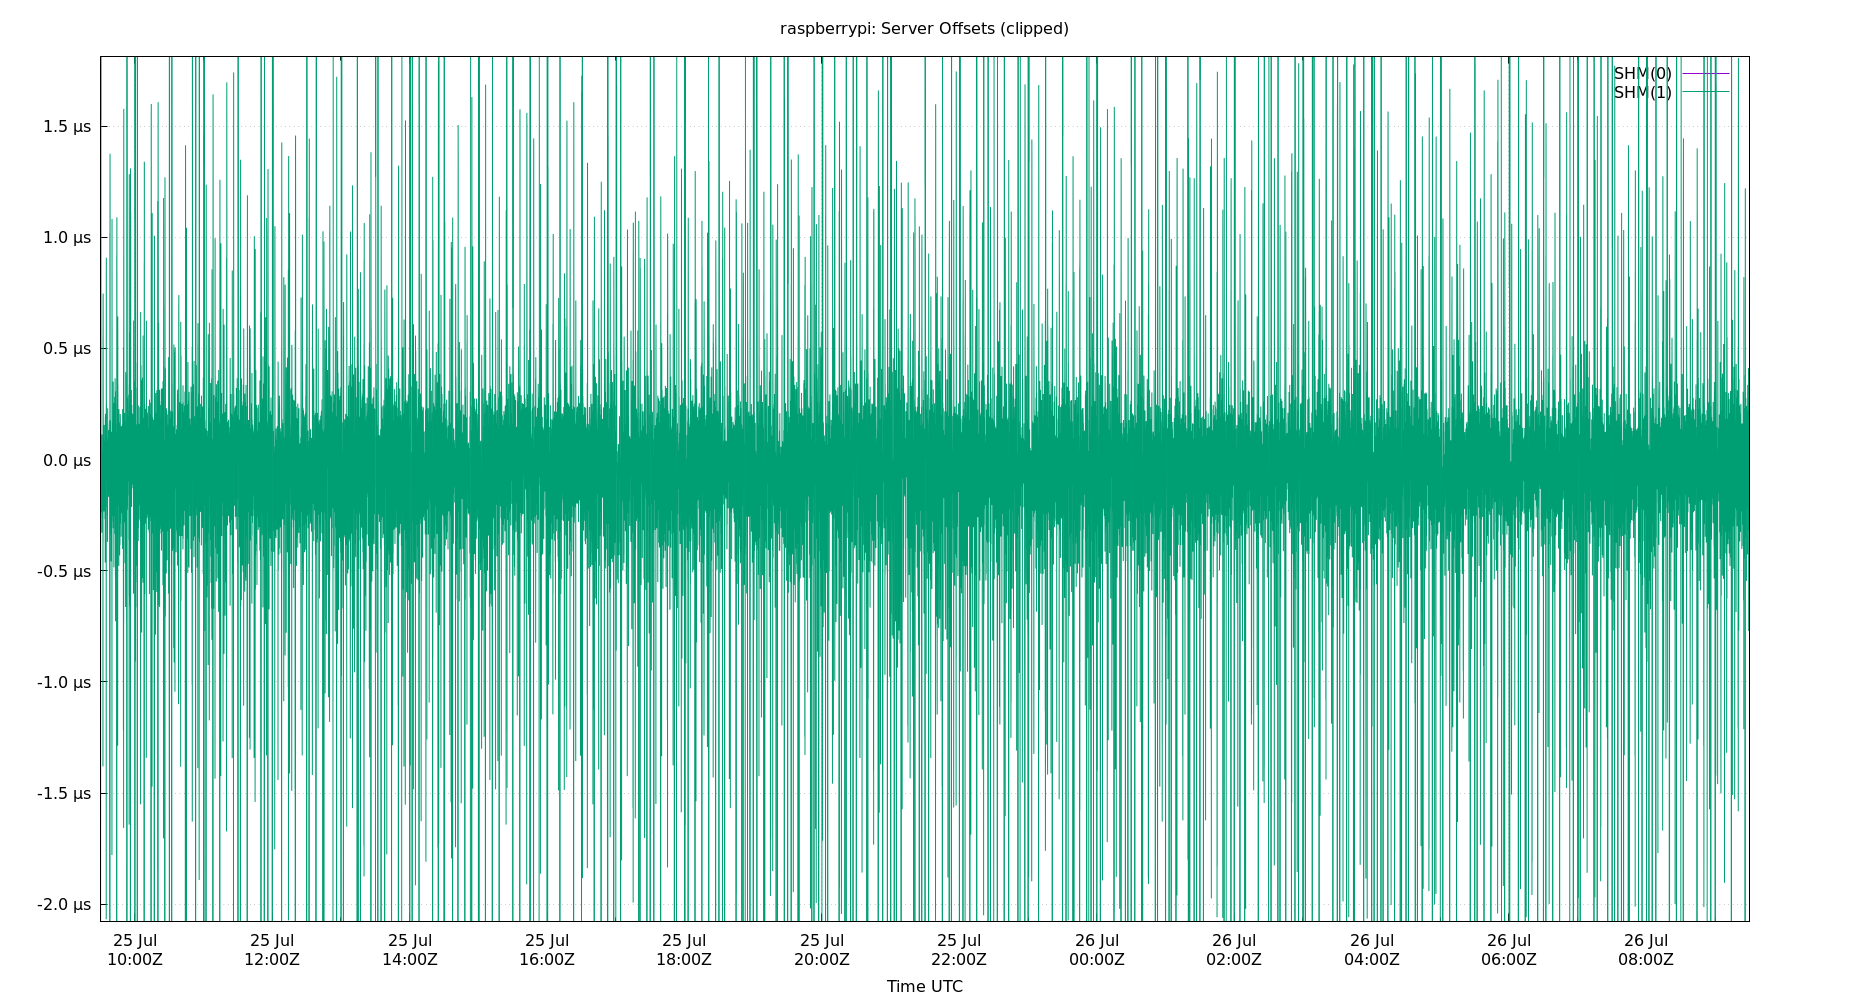 raspberrypi: Server Offsets (clipped)
SHM(0)
SHM(1)
1.5 µs
1.0 µs
0.5 µs
0.0 µs
-0.5 µs
-1.0 µs
-1.5 µs
-2.0 µs
25 Jul 25 Jul 25 Jul 25 Jul 25 Jul 25 Jul 25 Jul 26 Jul 26 Jul 26 Jul 26 Jul 26 Jul
10:00Z 12:00Z 14:00Z 16:00Z 18:00Z 20:00Z 22:00Z 00:00Z 02:00Z 04:00Z 06:00Z 08:00Z
Time UTC